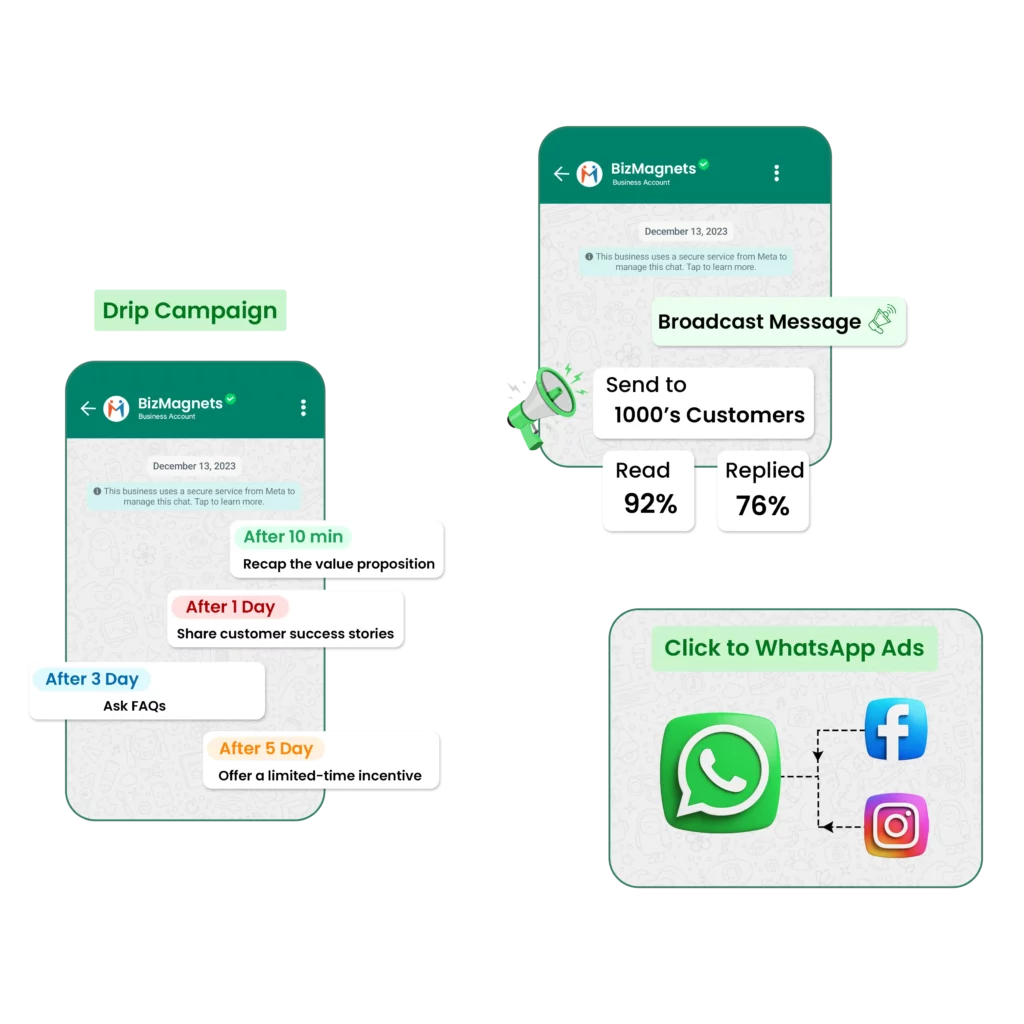 Drip Campaign
BizMagnets
Business Account
December 13, 2023
This business uses a secure service from Meta to
manage this chat. Tap to learn more.
After 10 min
Recap the value proposition
After 1 Day
Share customer success stories
After 3 Day
Ask FAQs
After 5 Day
Offer a limited-time incentive
BizMagnets
Business Account
December 13, 2023
This business uses a secure service from Meta to
manage this chat. Tap to learn more.
Broadcast Message
Send to
1000’s Customers
Read
92%
Replied
76%
Click to WhatsApp Ads